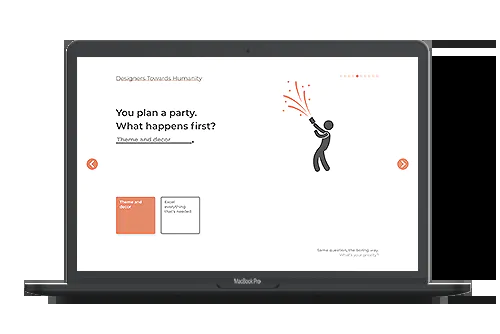 Designers Towards Humanity
You plan a party.
What happens first?
Theme and decor
Theme and
decor
Excel
everything
that's needed
Same question, the boring way.
What's your priority?
MacBook Pro